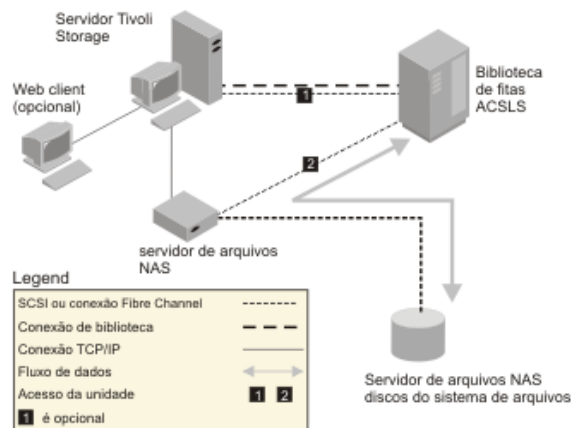 Servidor Tivoli
Storage
Web client
(opcional)
Biblioteca
de fitas
ACSLS
1
2
servidor de arquivos
NAS
Legend
SCSI ou conexão Fibre Channel
Conexão de biblioteca
Conexão TCP/IP
Fluxo de dados
Acesso da unidade 1 2
1 é opcional
Servidor de arquivos NAS
discos do sistema de arquivos